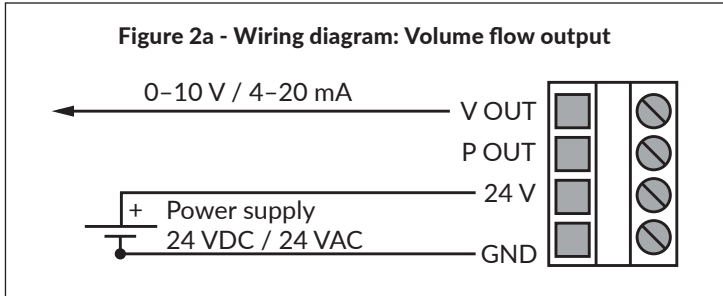 Figure 2a - Wiring diagram: Volume flow output
0–10 V / 4–20 mA
V OUT
P OUT
24 V
+ Power supply
24 VDC / 24 VAC
GND